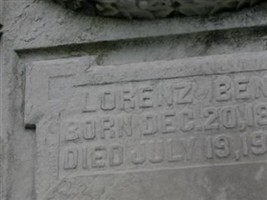 LORENZ BEN
BORN DEC. 20, 18
DIED JULY 19, 19